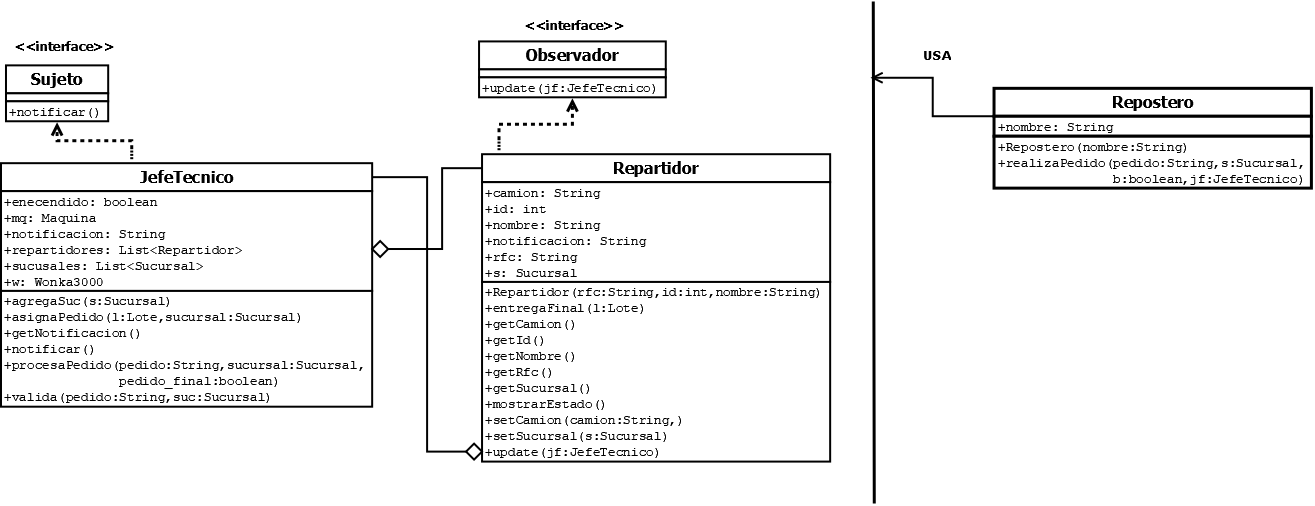 <<interface>>
Sujeto
+notificar()
JefeTecnico
+enecendido: boolean
+mq: Maquina
+notificacion: String
+repartidores: List<Repartidor>
+sucusales: List<Sucursal>
+w: Wonka3000
+agregaSuc(s:Sucursal)
+asignaPedido(l:Lote,sucursal:Sucursal)
+getNotificacion()
+notificar()
+procesaPedido(pedido:String,sucursal:Sucursal,
pedido_final:boolean)
+valida(pedido:String,suc:Sucursal)
<<interface>>
Observador
+update(jf:JefeTecnico)
Repartidor
+camion: String
+id: int
+nombre: String
+notificacion: String
+rfc: String
+s: Sucursal
+Repartidor(rfc:String,id:int,nombre:String)
+entregaFinal(l:Lote)
+getCamion()
+getId()
+getNombre()
+getRfc()
+getSucursal()
+mostrarEstado()
+setCamion(camion:String,)
+setSucursal(s:Sucursal)
+update(jf:JefeTecnico)
USA
Repostero
+nombre: String
+Repostero(nombre:String)
+realizaPedido(pedido:String,s:Sucursal,
b:boolean,jf:JefeTecnico)